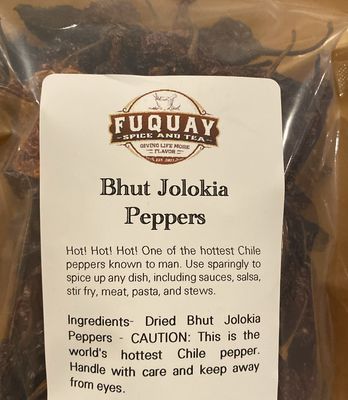 FUQUAY
SPICE AND TEA
GIVING LIFE MORE
FLAVOR
Bhut Jolokia
Peppers
Hot! Hot! Hot! One of the hottest Chile
peppers known to man. Use sparingly to
spice up any dish, including sauces, salsa,
stir fry, meat, pasta, and stews.
Ingredients- Dried Bhut Jolokia
Peppers - CAUTION: This is the
world's hottest Chile pepper.
Handle with care and keep away
from eyes.